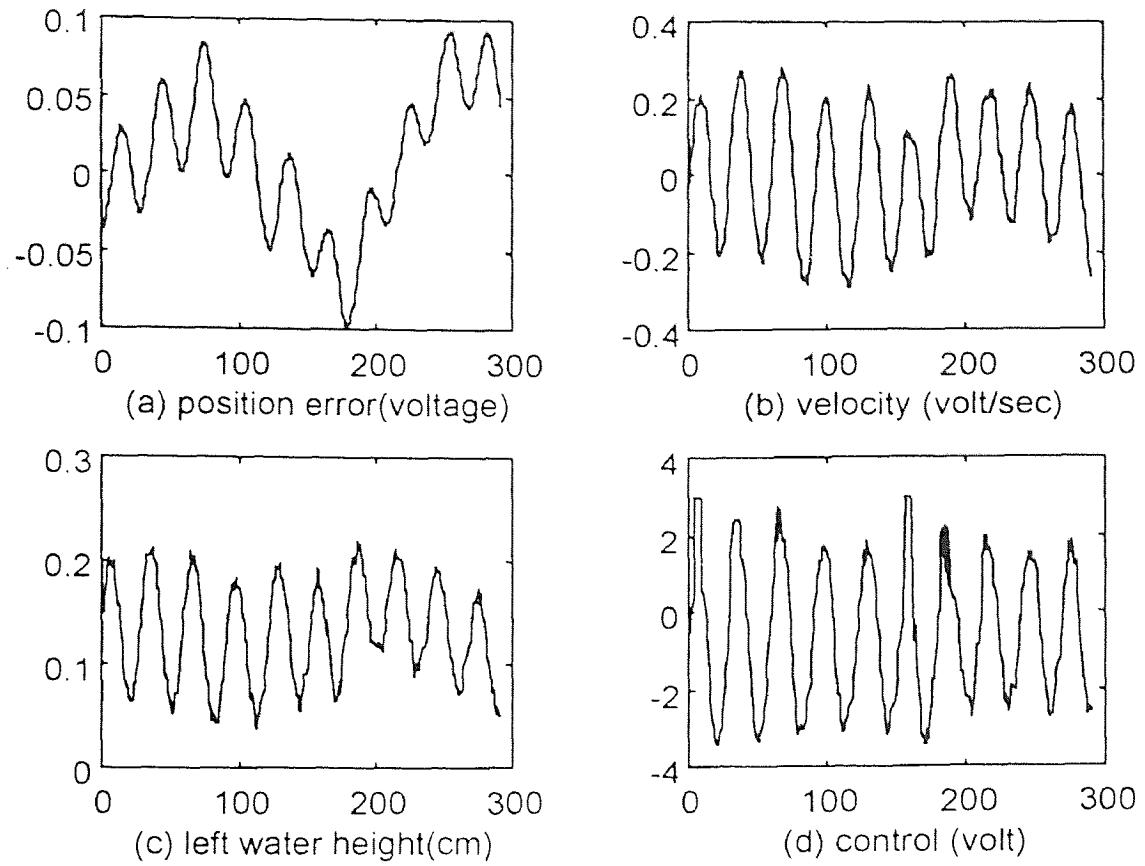 0.1
0.05
0
-0.05
-0.1
0 100 200 300
(a) position error(voltage)
0.4
0.2
0
-0.2
-0.4
0 100 200 300
(b) velocity (volt/sec)
0.3
0.2
0.1
0
0 100 200 300
(c) left water height(cm)
4
2
0
-2
-4
0 100 200 300
(d) control (volt)